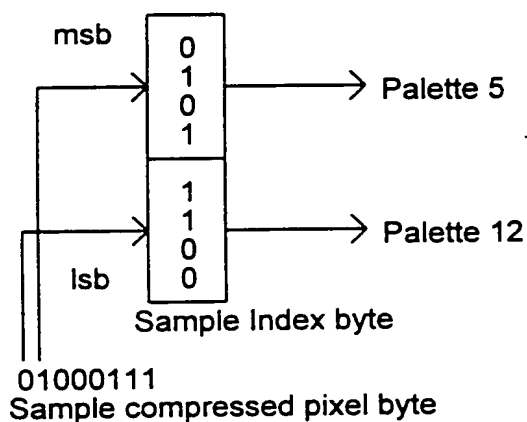 msb
0
1
0
1
Palette 5
1
1
0
0
Palette 12
lsb
Sample Index byte
01000111
Sample compressed pixel byte